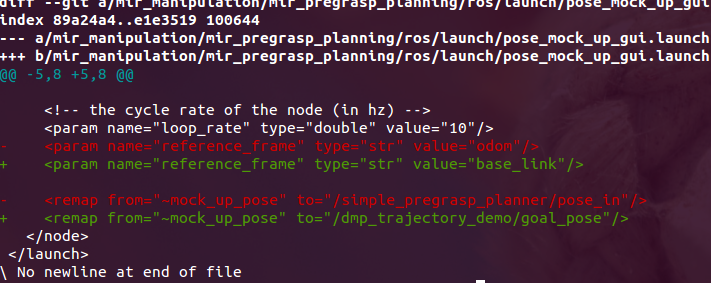 diff --git a/mir_manipulation/mir_pregrasp_planning/ros/launch/pose_mock_up_gui
index 89a24a4..e1e3519 100644
--- a/mir_manipulation/mir_pregrasp_planning/ros/launch/pose_mock_up_gui.launch
+++ b/mir_manipulation/mir_pregrasp_planning/ros/launch/pose_mock_up_gui.launch
@@ -5,8 +5,8 @@
     <!-- the cycle rate of the node (in hz) -->
     <param name="loop_rate" type="double" value="10"/>
-    <param name="reference_frame" type="str" value="odom"/>
+    <param name="reference_frame" type="str" value="base_link"/>
-    <remap from="~mock_up_pose" to="/simple_pregrasp_planner/pose_in"/>
+    <remap from="~mock_up_pose" to="/dmp_trajectory_demo/goal_pose"/>
   </node>
 </launch>
\ No newline at end of file